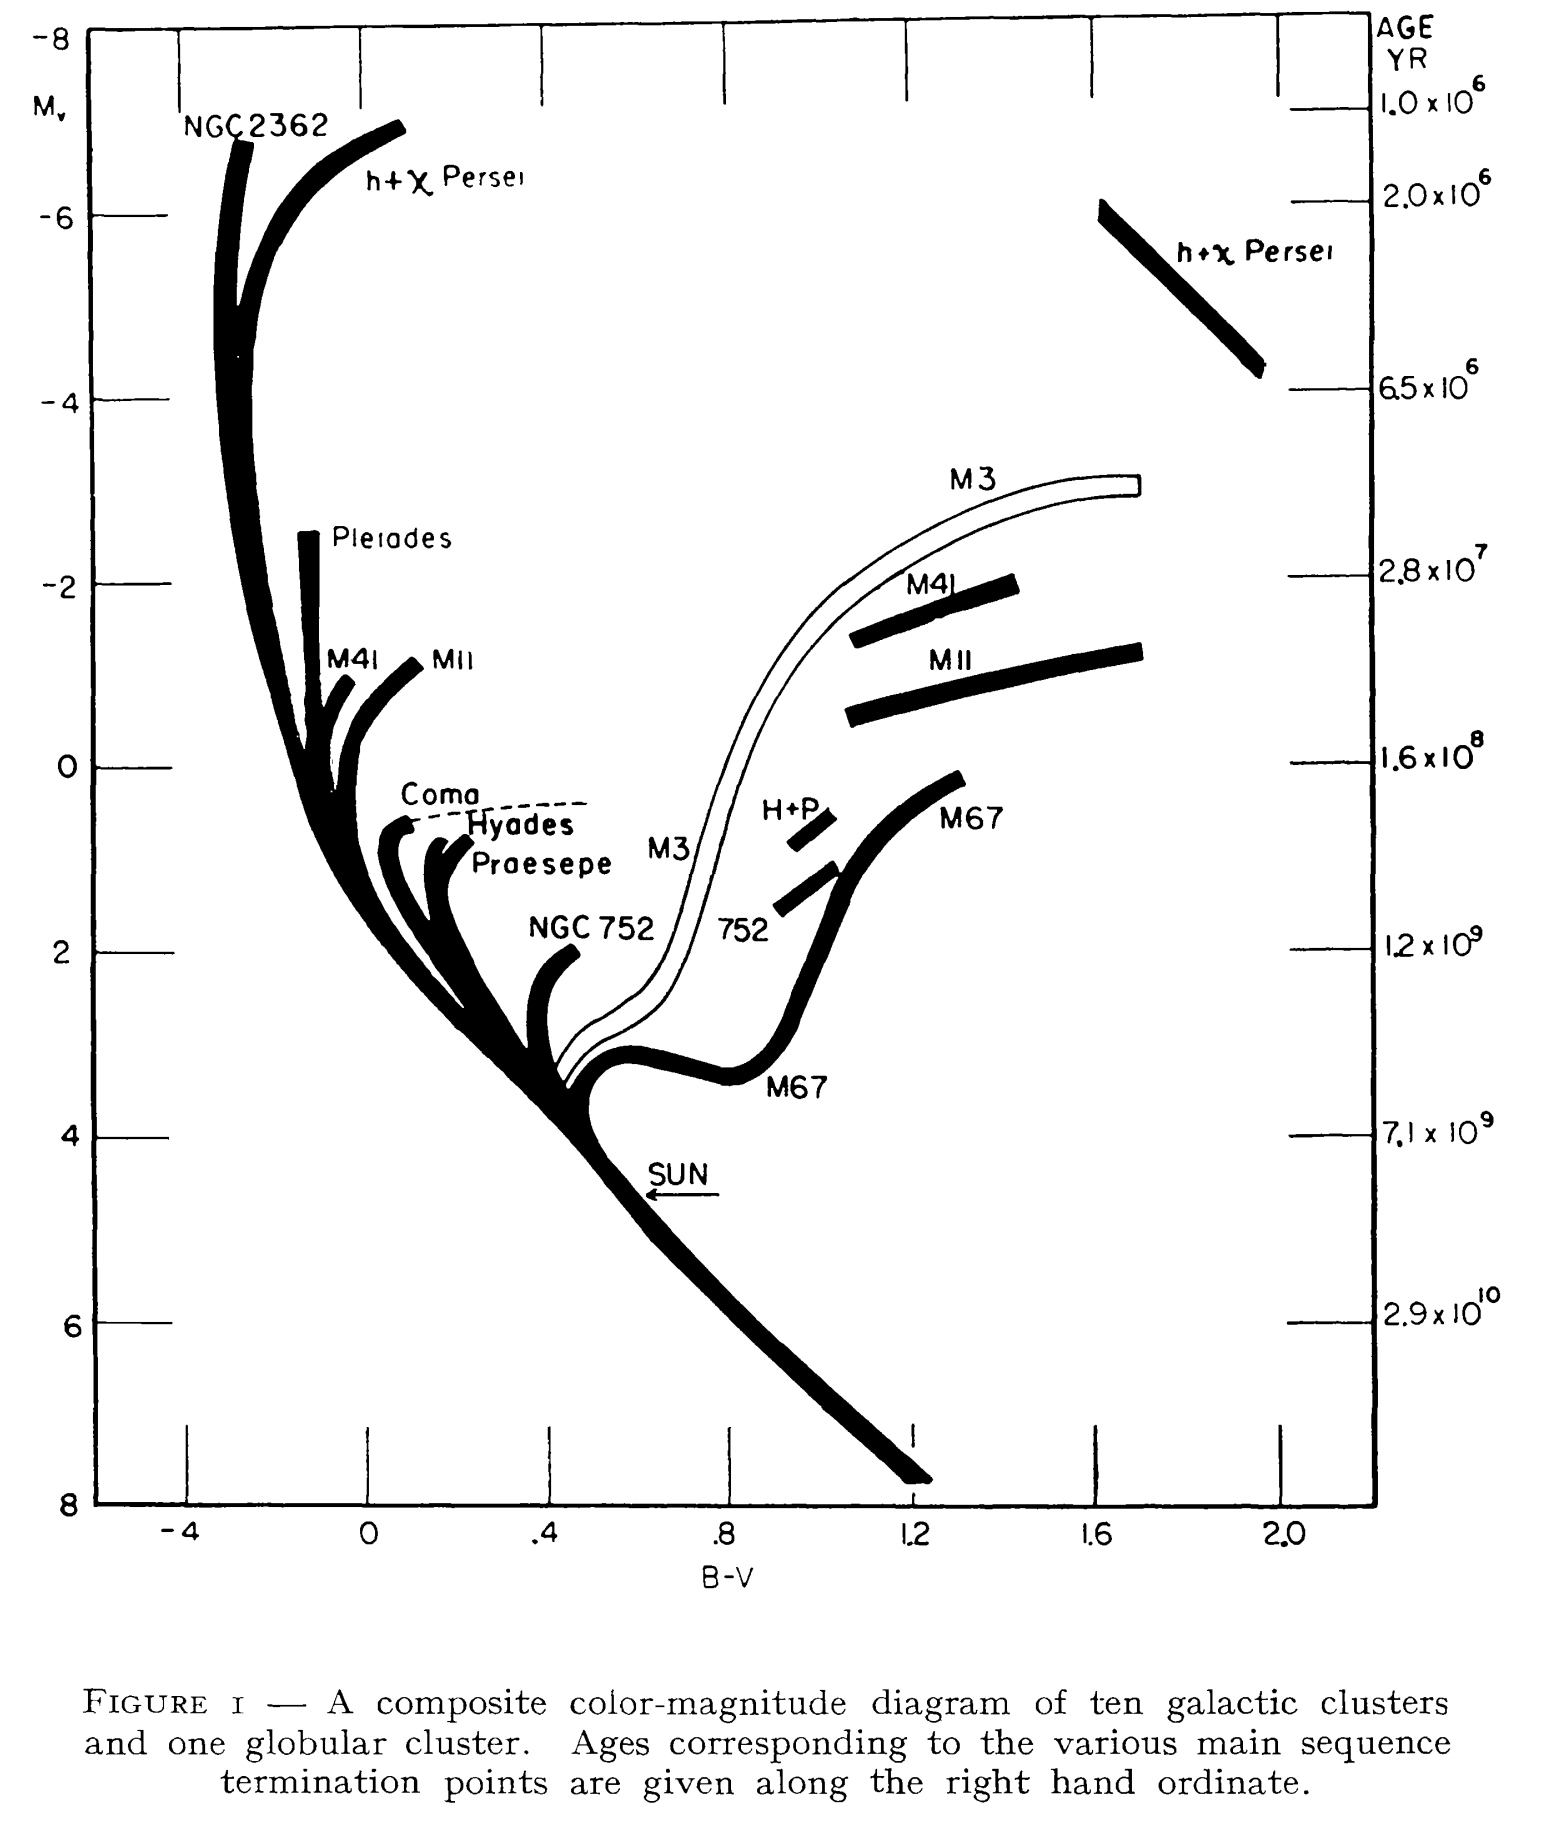 -8
AGE
YR
Mv
NGC 2362
1.0 x 10^6
h+χ Persei
2.0 x 10^6
-6
h+χ Persei
6.5 x 10^6
-4
M3
Pleiades
2.8 x 10^7
-2
M41
M41
M11
M11
1.6 x 10^8
0
Coma
H+P
M67
Hyades
M3
Praesepe
NGC 752
752
1.2 x 10^9
2
M67
7.1 x 10^9
4
SUN
2.9 x 10^10
6
8
-.4
0
.4
.8
1.2
1.6
2.0
B-V
FIGURE 1 — A composite color-magnitude diagram of ten galactic clusters
and one globular cluster. Ages corresponding to the various main sequence
termination points are given along the right hand ordinate.